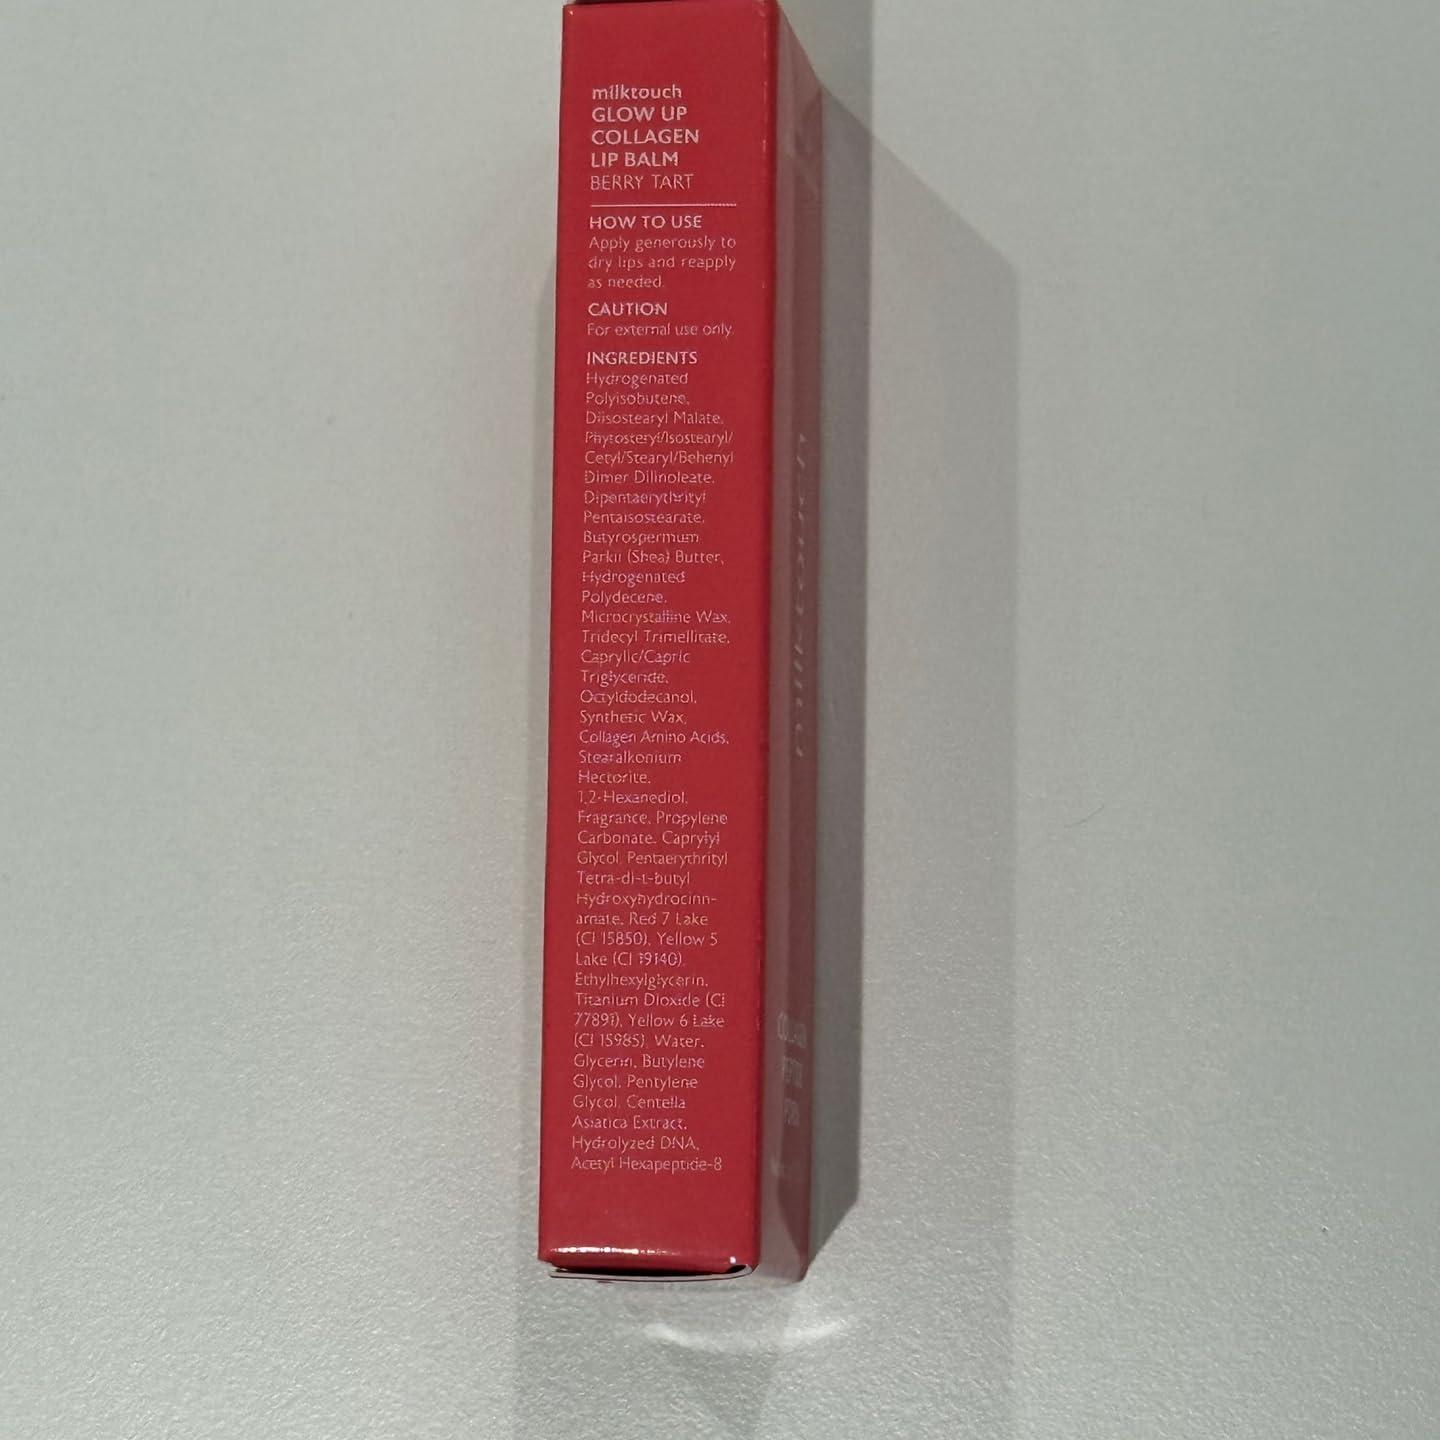 milktouch
GLOW UP
COLLAGEN
LIP BALM
BERRY TART
HOW TO USE
Apply generously to
dry lips and reapply
as needed.
CAUTION
For external use only.
INGREDIENTS
Hydrogenated
Polyisobutene,
Diisostearyl Malate,
Phytosteryl/Isostearyl/
Cetyl/Stearyl/Behenyl
Dimer Dilinoleate,
Dipentaerythrityl
Pentaisostearate,
Butyrospermum
Parkii (Shea) Butter,
Hydrogenated
Polydecene,
Microcrystalline Wax,
Tridecyl Trimellitate,
Caprylic/Capric
Triglyceride,
Octyldodecanol,
Synthetic Wax,
Collagen Amino Acids,
Stearalkonium
Hectorite,
1,2-Hexanediol,
Fragrance, Propylene
Carbonate, Caprylyl
Glycol, Pentaerythrityl
Tetra-di-t-butyl
Hydroxyhydrocinn-
amate, Red 7 Lake
(CI 15850), Yellow 5
Lake (CI 19140),
Ethylhexylglycerin,
Titanium Dioxide (CI
77891), Yellow 6 Lake
(CI 15985), Water,
Glycerin, Butylene
Glycol, Pentylene
Glycol, Centella
Asiatica Extract,
Hydrolyzed DNA,
Acetyl Hexapeptide-8
milktouch
COLLAGEN